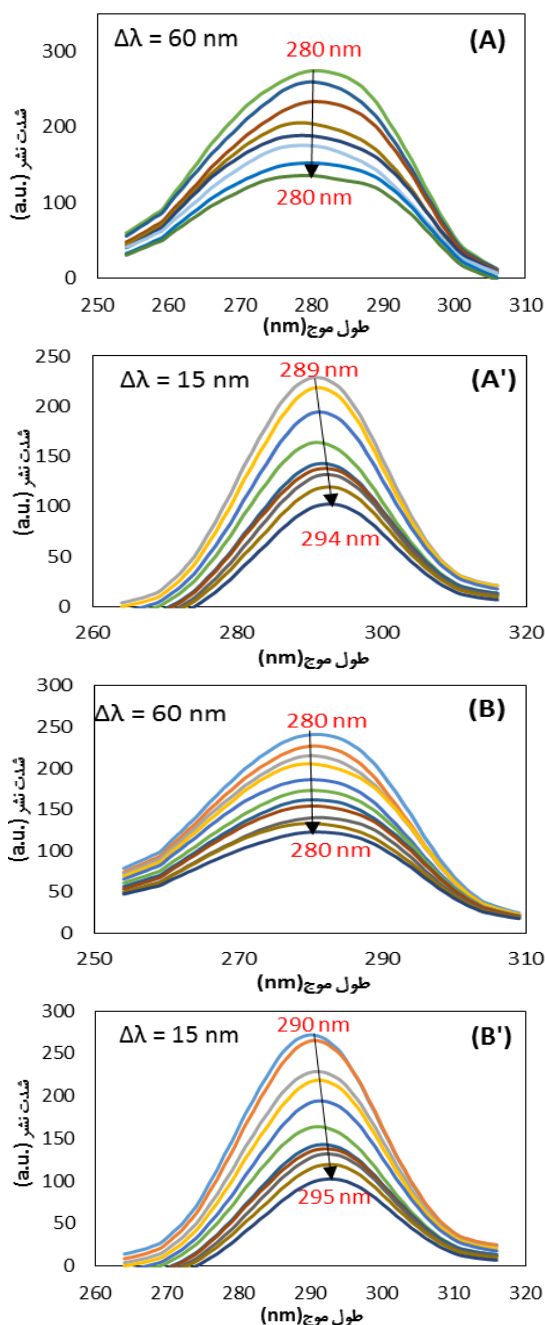 Δλ = 60 nm
280 nm
(A)
300
200
100
0
280 nm
250 260 270 280 290 300 310
شدت نشر (a.u.)
طول موج(nm)
Δλ = 15 nm
289 nm
(A')
250
200
150
100
50
0
294 nm
260 280 300 320
شدت نشر (a.u.)
طول موج(nm)
Δλ = 60 nm
280 nm
(B)
300
250
200
150
100
50
0
280 nm
250 270 290 310
شدت نشر (a.u.)
طول موج(nm)
Δλ = 15 nm
290 nm
(B')
300
250
200
150
100
50
0
295 nm
260 270 280 290 300 310 320
شدت نشر (a.u.)
طول موج(nm)